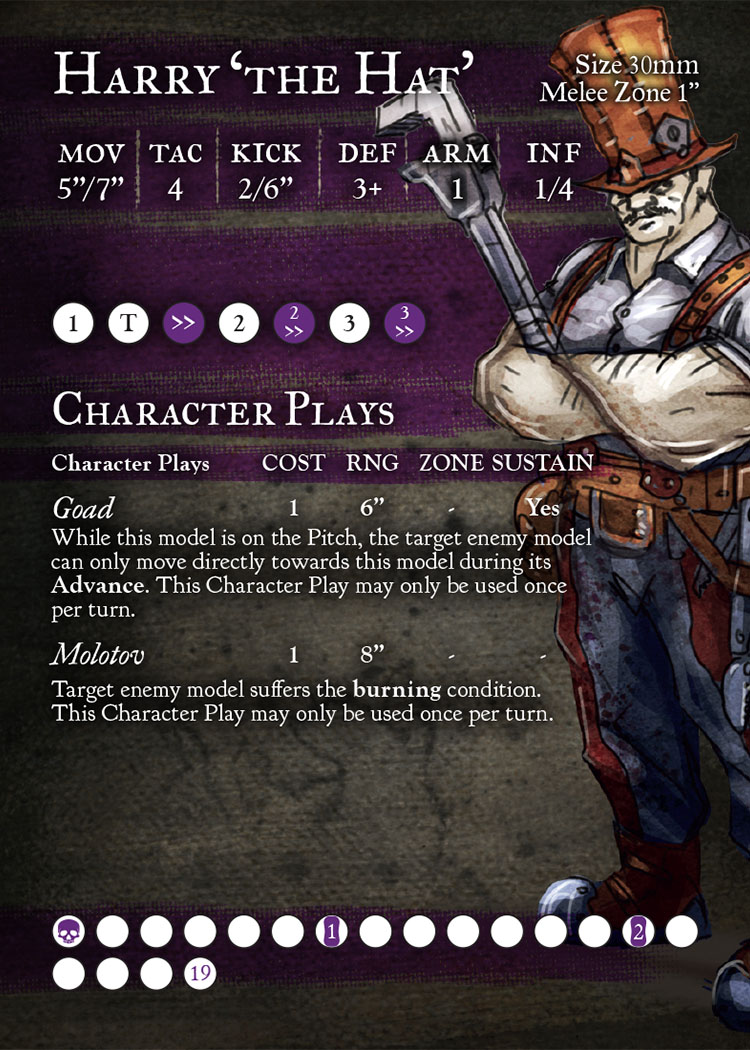 Harry ‘the Hat’
Size 30mm
Melee Zone 1”
MOV TAC KICK DEF ARM INF
5”/7” 4 2/6” 3+ 1 1/4
1 T >> 2 2 >> 3 3 >>
Character Plays
Character Plays COST RNG ZONE SUSTAIN
Goad 1 6” - Yes
While this model is on the Pitch, the target enemy model
can only move directly towards this model during its
Advance. This Character Play may only be used once
per turn.
Molotov 1 8” - -
Target enemy model suffers the burning condition.
This Character Play may only be used once per turn.
1 2
19